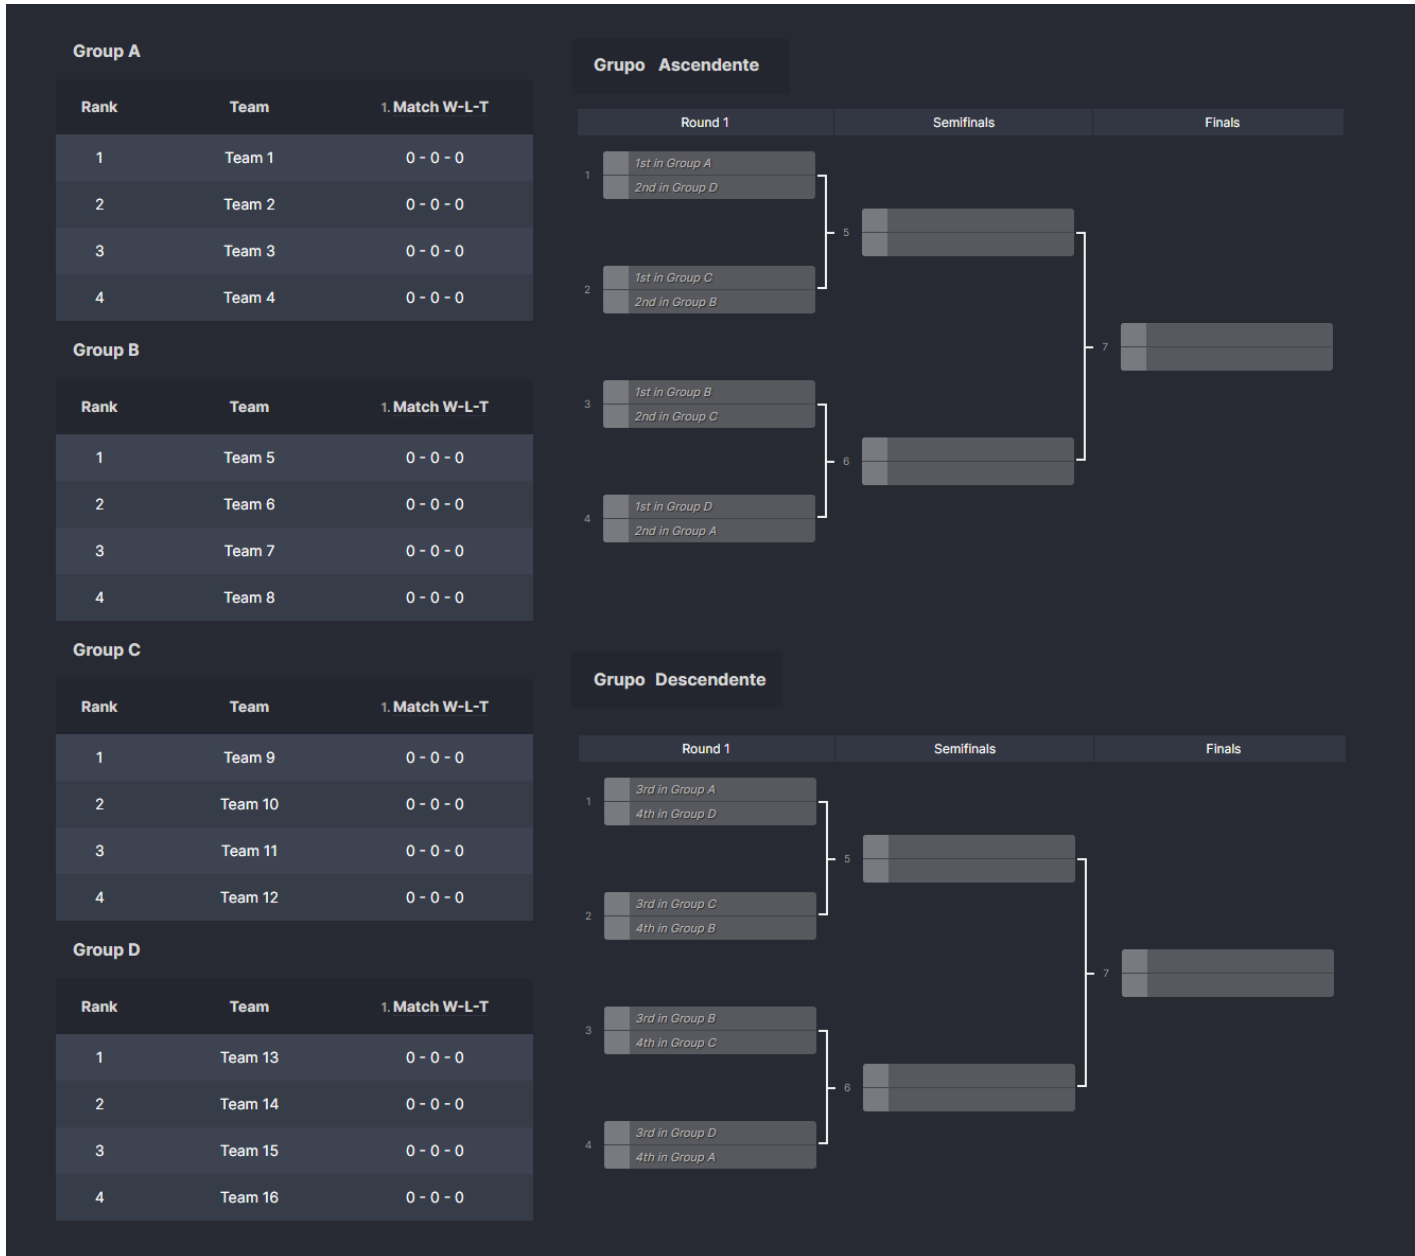 Group A
Rank Team 1. Match W-L-T
1 Team 1 0 - 0 - 0
2 Team 2 0 - 0 - 0
3 Team 3 0 - 0 - 0
4 Team 4 0 - 0 - 0
Group B
Rank Team 1. Match W-L-T
1 Team 5 0 - 0 - 0
2 Team 6 0 - 0 - 0
3 Team 7 0 - 0 - 0
4 Team 8 0 - 0 - 0
Group C
Rank Team 1. Match W-L-T
1 Team 9 0 - 0 - 0
2 Team 10 0 - 0 - 0
3 Team 11 0 - 0 - 0
4 Team 12 0 - 0 - 0
Group D
Rank Team 1. Match W-L-T
1 Team 13 0 - 0 - 0
2 Team 14 0 - 0 - 0
3 Team 15 0 - 0 - 0
4 Team 16 0 - 0 - 0
Grupo Ascendente
Round 1 Semifinals Finals
1st in Group A
1
2nd in Group D
5
1st in Group C
2
2nd in Group B
7
1st in Group B
3
2nd in Group C
6
1st in Group D
4
2nd in Group A
Grupo Descendente
Round 1 Semifinals Finals
3rd in Group A
1
4th in Group D
5
3rd in Group C
2
4th in Group B
7
3rd in Group B
3
4th in Group C
6
3rd in Group D
4
4th in Group A